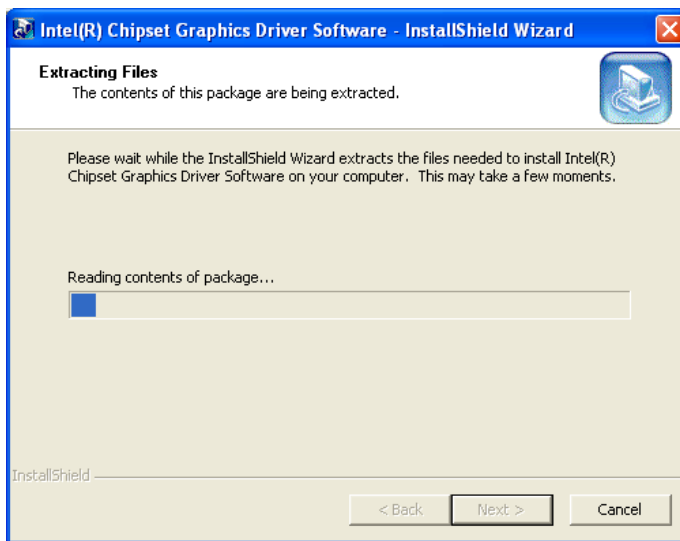 Intel(R) Chipset Graphics Driver Software - InstallShield Wizard
Extracting Files
The contents of this package are being extracted.
Please wait while the InstallShield Wizard extracts the files needed to install Intel(R)
Chipset Graphics Driver Software on your computer.  This may take a few moments.
Reading contents of package...
InstallShield
< Back
Next >
Cancel